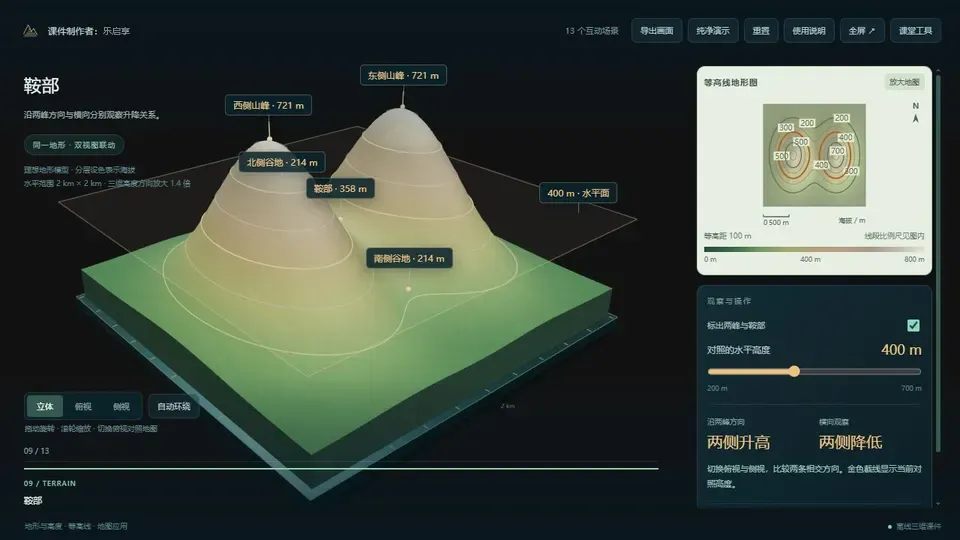 课件制作者：乐启享
13 个互动场景
导出画面
纯净演示
重置
使用说明
全屏 ↗
课堂工具
鞍部
沿两峰方向与横向分别观察升降关系。
同一地形 · 双视图联动
理想地形模型 · 分层设色表示海拔
水平范围 2 km × 2 km · 三维高度方向放大 1.4 倍
东侧山峰 · 721 m
西侧山峰 · 721 m
北侧谷地 · 214 m
鞍部 · 358 m
400 m · 水平面
南侧谷地 · 214 m
2 km
立体
俯视
侧视
自动环绕
拖动旋转 · 滚轮缩放 · 切换俯视对照地图
09 / 13
09 / TERRAIN
鞍部
地形与高度 · 等高线 · 地图应用
等高线地形图
放大地图
N
200
200
300
400
500
500
700
400
300
0 500 m
海拔 / m
等高距 100 m
线段比例尺见图内
0 m
400 m
800 m
观察与操作
标出两峰与鞍部
对照的水平高度
400 m
200 m
700 m
沿两峰方向
横向观察
两侧升高
两侧降低
切换俯视与侧视，比较两条相交方向。金色截线显示当前对
照高度。
离线三维课件